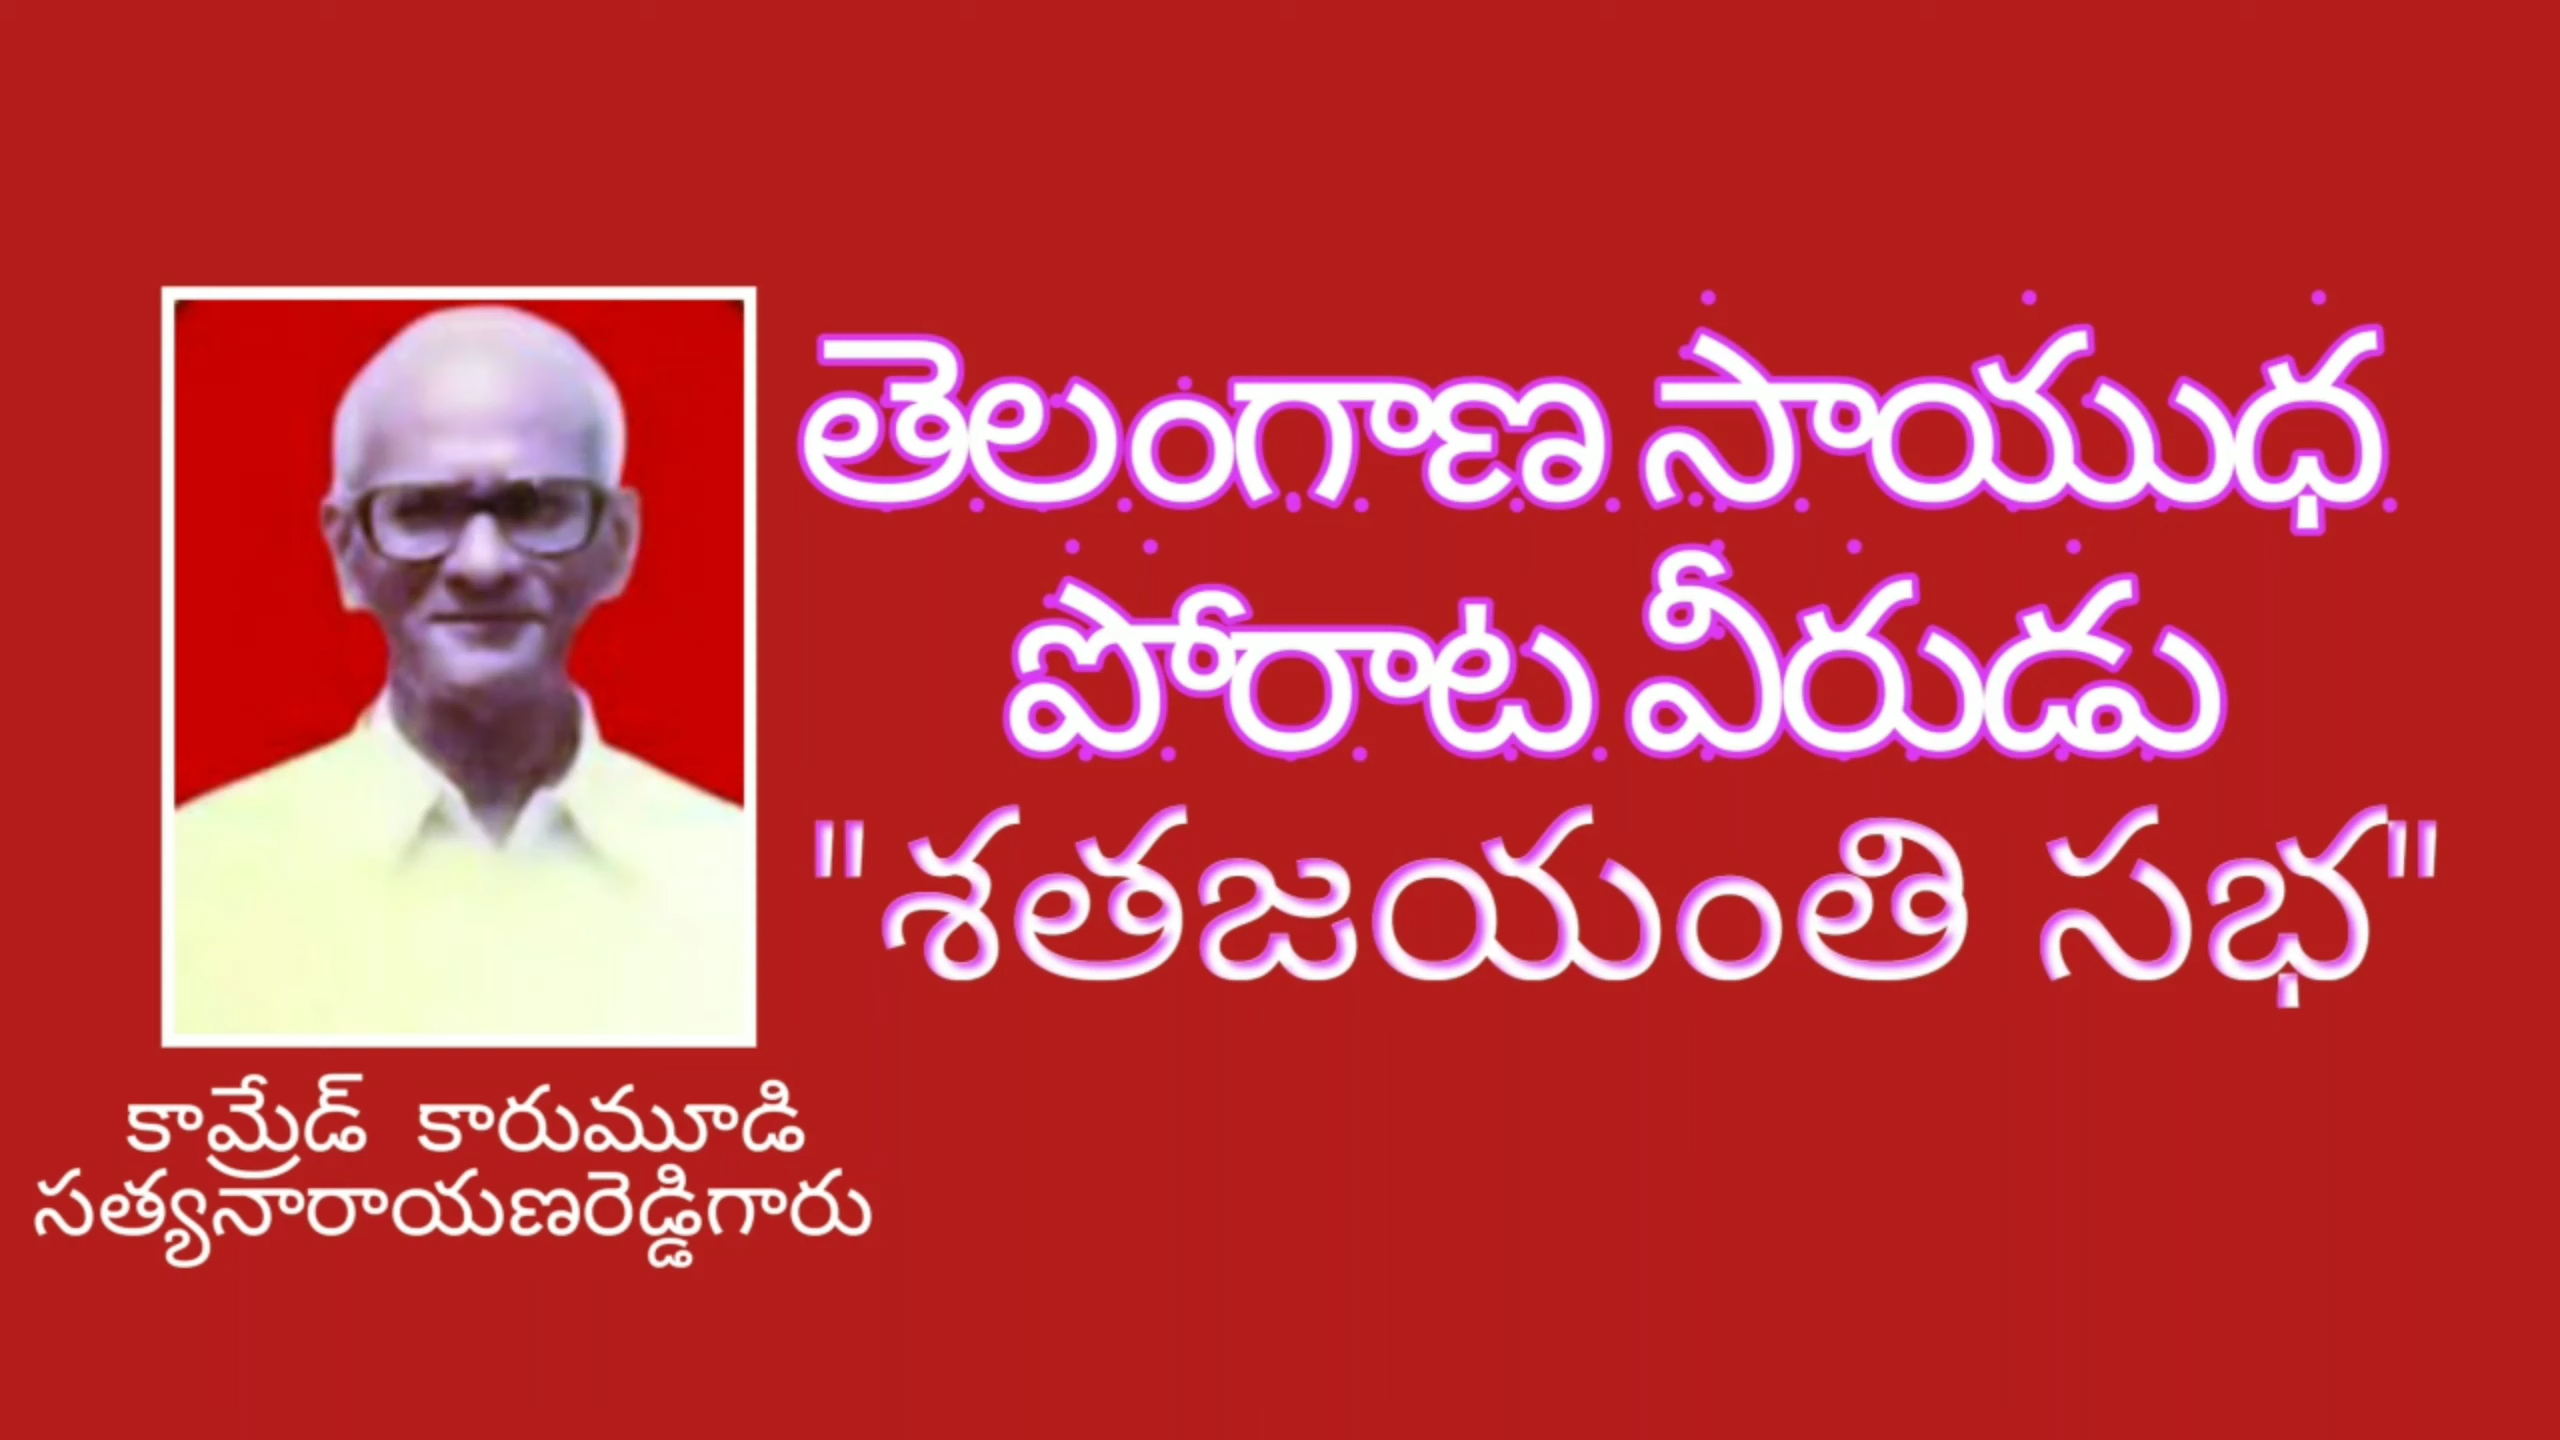 తెలంగాణ సాయుధ
పోరాట వీరుడు
"శతజయంతి సభ"
కామ్రేడ్ కారుమూడి
సత్యనారాయణరెడ్డిగారు